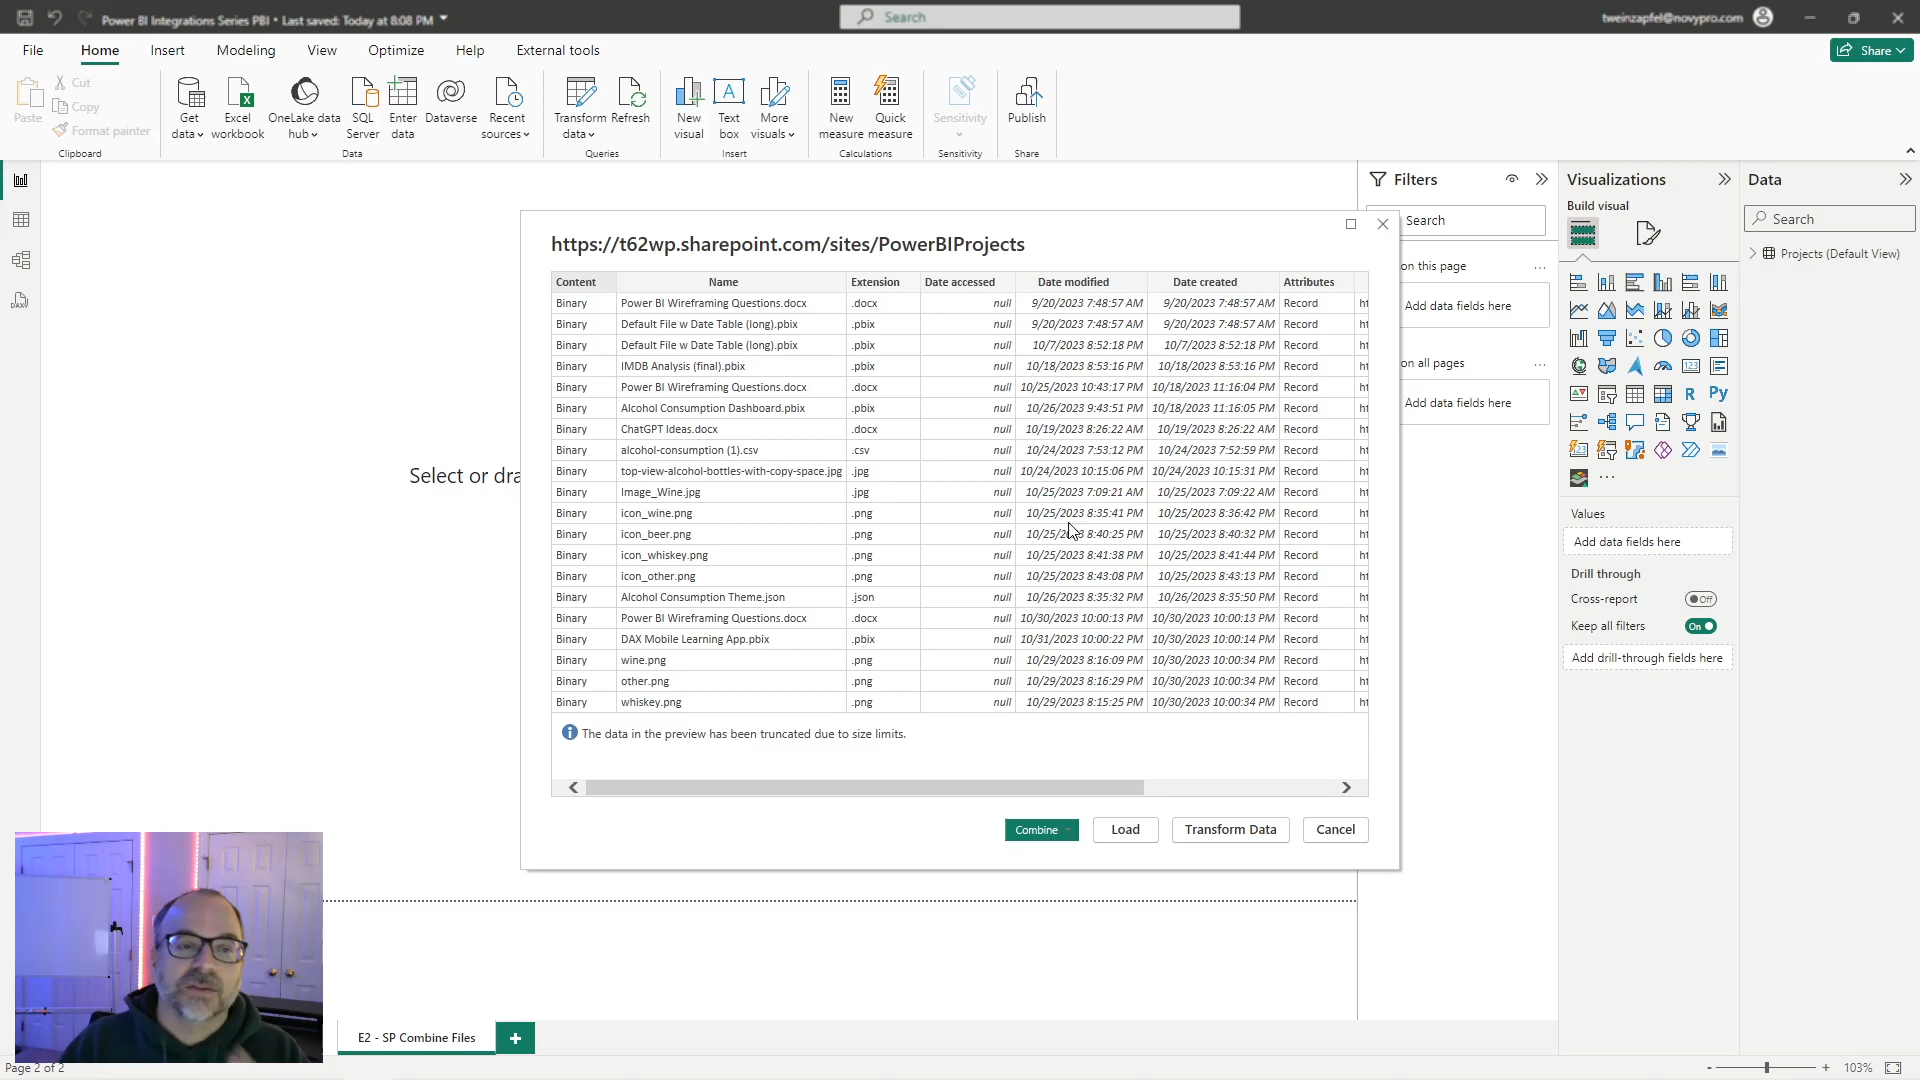 Power BI Integrations Series PBI • Last saved: Today at 8:08 PM
Search
tweinzapfel@novypro.com
File Home Insert Modeling View Optimize Help External tools
Share
Paste
Cut
Copy
Format painter
Clipboard
Get data
Excel workbook
OneLake data hub
SQL Server
Enter data
Dataverse
Recent sources
Data
Transform data
Refresh
Queries
New visual
Text box
More visuals
Insert
New measure
Quick measure
Calculations
Sensitivity
Sensitivity
Publish
Share
Filters
Search
on this page ...
Add data fields here
on all pages ...
Add data fields here
Visualizations
Build visual
R Py
123
Values
Add data fields here
Drill through
Cross-report Off
Keep all filters On
Add drill-through fields here
Data
Search
Projects (Default View)
DAX
Select or dra
https://t62wp.sharepoint.com/sites/PowerBIProjects
Content Name Extension Date accessed Date modified Date created Attributes
Binary Power BI Wireframing Questions.docx .docx null 9/20/2023 7:48:57 AM 9/20/2023 7:48:57 AM Record ht
Binary Default File w Date Table (long).pbix .pbix null 9/20/2023 7:48:57 AM 9/20/2023 7:48:57 AM Record ht
Binary Default File w Date Table (long).pbix .pbix null 10/7/2023 8:52:18 PM 10/7/2023 8:52:18 PM Record ht
Binary IMDB Analysis (final).pbix .pbix null 10/18/2023 8:53:16 PM 10/18/2023 8:53:16 PM Record ht
Binary Power BI Wireframing Questions.docx .docx null 10/25/2023 10:43:17 PM 10/18/2023 11:16:04 PM Record ht
Binary Alcohol Consumption Dashboard.pbix .pbix null 10/26/2023 9:43:51 PM 10/18/2023 11:16:05 PM Record ht
Binary ChatGPT Ideas.docx .docx null 10/19/2023 8:26:22 AM 10/19/2023 8:26:22 AM Record ht
Binary alcohol-consumption (1).csv .csv null 10/24/2023 7:53:12 PM 10/24/2023 7:52:59 PM Record ht
Binary top-view-alcohol-bottles-with-copy-space.jpg .jpg null 10/24/2023 10:15:06 PM 10/24/2023 10:15:31 PM Record ht
Binary Image_Wine.jpg .jpg null 10/25/2023 7:09:21 AM 10/25/2023 7:09:22 AM Record ht
Binary icon_wine.png .png null 10/25/2023 8:35:41 PM 10/25/2023 8:36:42 PM Record ht
Binary icon_beer.png .png null 10/25/2023 8:40:25 PM 10/25/2023 8:40:32 PM Record ht
Binary icon_whiskey.png .png null 10/25/2023 8:41:38 PM 10/25/2023 8:41:44 PM Record ht
Binary icon_other.png .png null 10/25/2023 8:43:08 PM 10/25/2023 8:43:13 PM Record ht
Binary Alcohol Consumption Theme.json .json null 10/26/2023 8:35:32 PM 10/26/2023 8:35:50 PM Record ht
Binary Power BI Wireframing Questions.docx .docx null 10/30/2023 10:00:13 PM 10/30/2023 10:00:13 PM Record ht
Binary DAX Mobile Learning App.pbix .pbix null 10/31/2023 10:00:22 PM 10/30/2023 10:00:14 PM Record ht
Binary wine.png .png null 10/29/2023 8:16:09 PM 10/30/2023 10:00:34 PM Record ht
Binary other.png .png null 10/29/2023 8:16:29 PM 10/30/2023 10:00:34 PM Record ht
Binary whiskey.png .png null 10/29/2023 8:15:25 PM 10/30/2023 10:00:34 PM Record ht
The data in the preview has been truncated due to size limits.
Combine Load Transform Data Cancel
E2 - SP Combine Files
Page 2 of 2
- + 103%